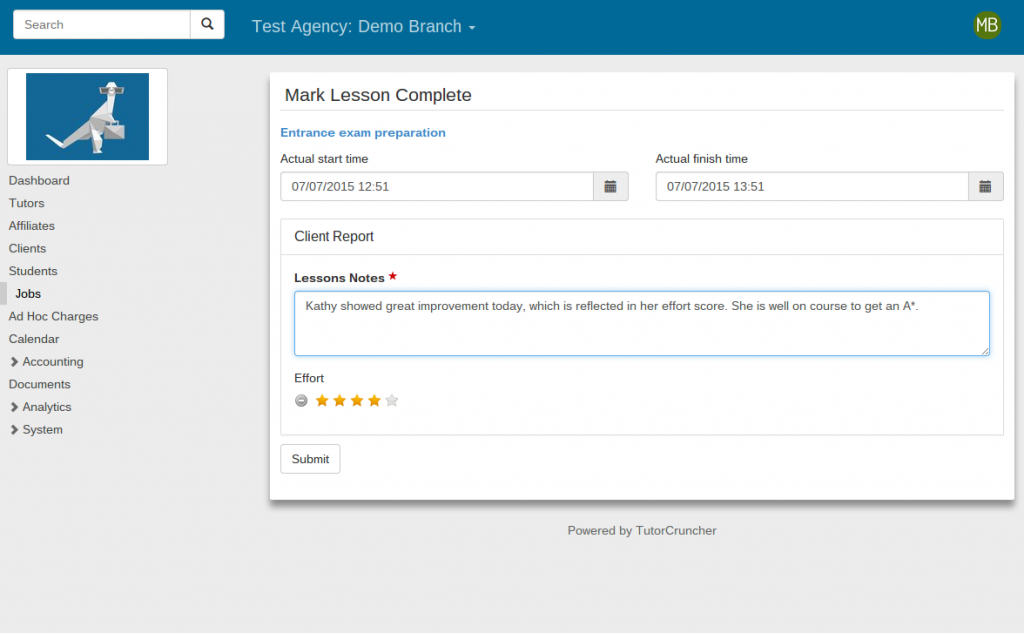 Search
Test Agency: Demo Branch
MB
Mark Lesson Complete
Entrance exam preparation
Actual start time
Actual finish time
07/07/2015 12:51
07/07/2015 13:51
Client Report
Lessons Notes *
Kathy showed great improvement today, which is reflected in her effort score. She is well on course to get an A*.
Effort
Submit
Dashboard
Tutors
Affiliates
Clients
Students
Jobs
Ad Hoc Charges
Calendar
Accounting
Documents
Analytics
System
Powered by TutorCruncher